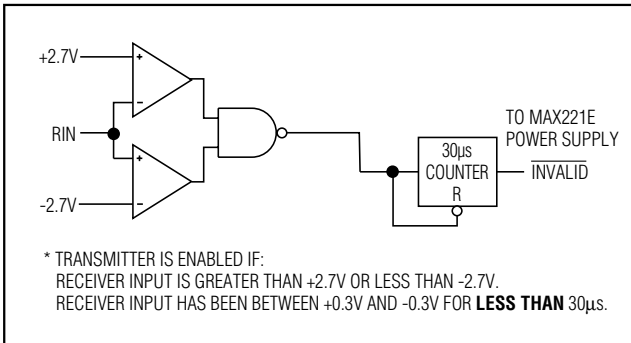 +2.7V
+
-
RIN
+
-
-2.7V
30µs
COUNTER
R
TO MAX221E
POWER SUPPLY
INVALID
* TRANSMITTER IS ENABLED IF:
RECEIVER INPUT IS GREATER THAN +2.7V OR LESS THAN -2.7V.
RECEIVER INPUT HAS BEEN BETWEEN +0.3V AND -0.3V FOR LESS THAN 30µs.